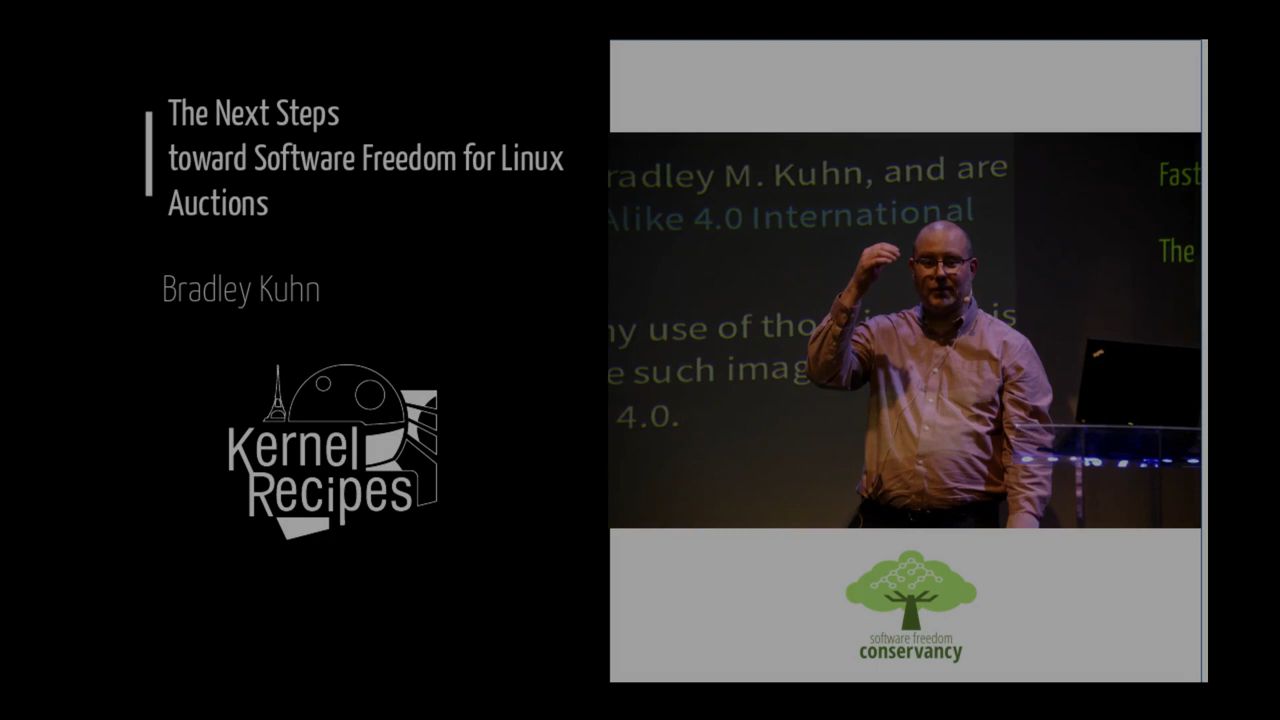 The Next Steps
toward Software Freedom for Linux
Auctions
Bradley Kuhn
Kernel
Recipes
radley M. Kuhn, and are
Alike 4.0 International
ny use of tho
is
e such imag
4.0.
Fast
The
software freedom
conservancy